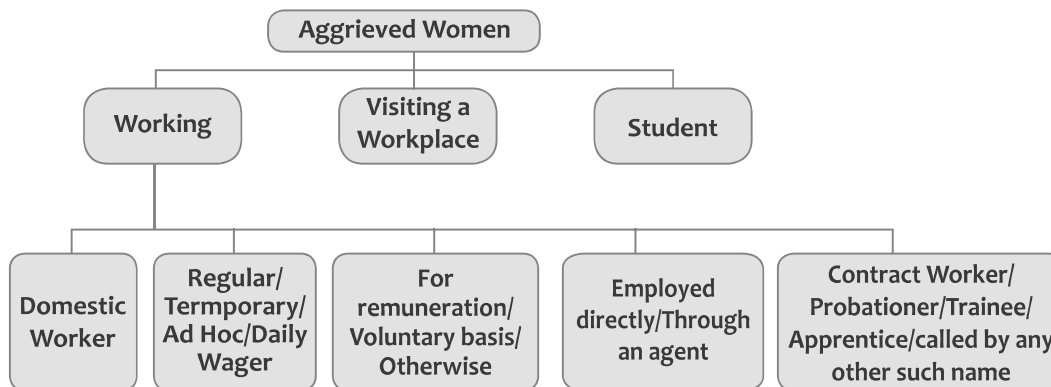 Aggrieved Women
Working
Visiting a
Workplace
Student
Domestic
Worker
Regular/
Termporary/
Ad Hoc/Daily
Wager
For
remuneration/
Voluntary basis/
Otherwise
Employed
directly/Through
an agent
Contract Worker/
Probationer/Trainee/
Apprentice/called by any
other such name